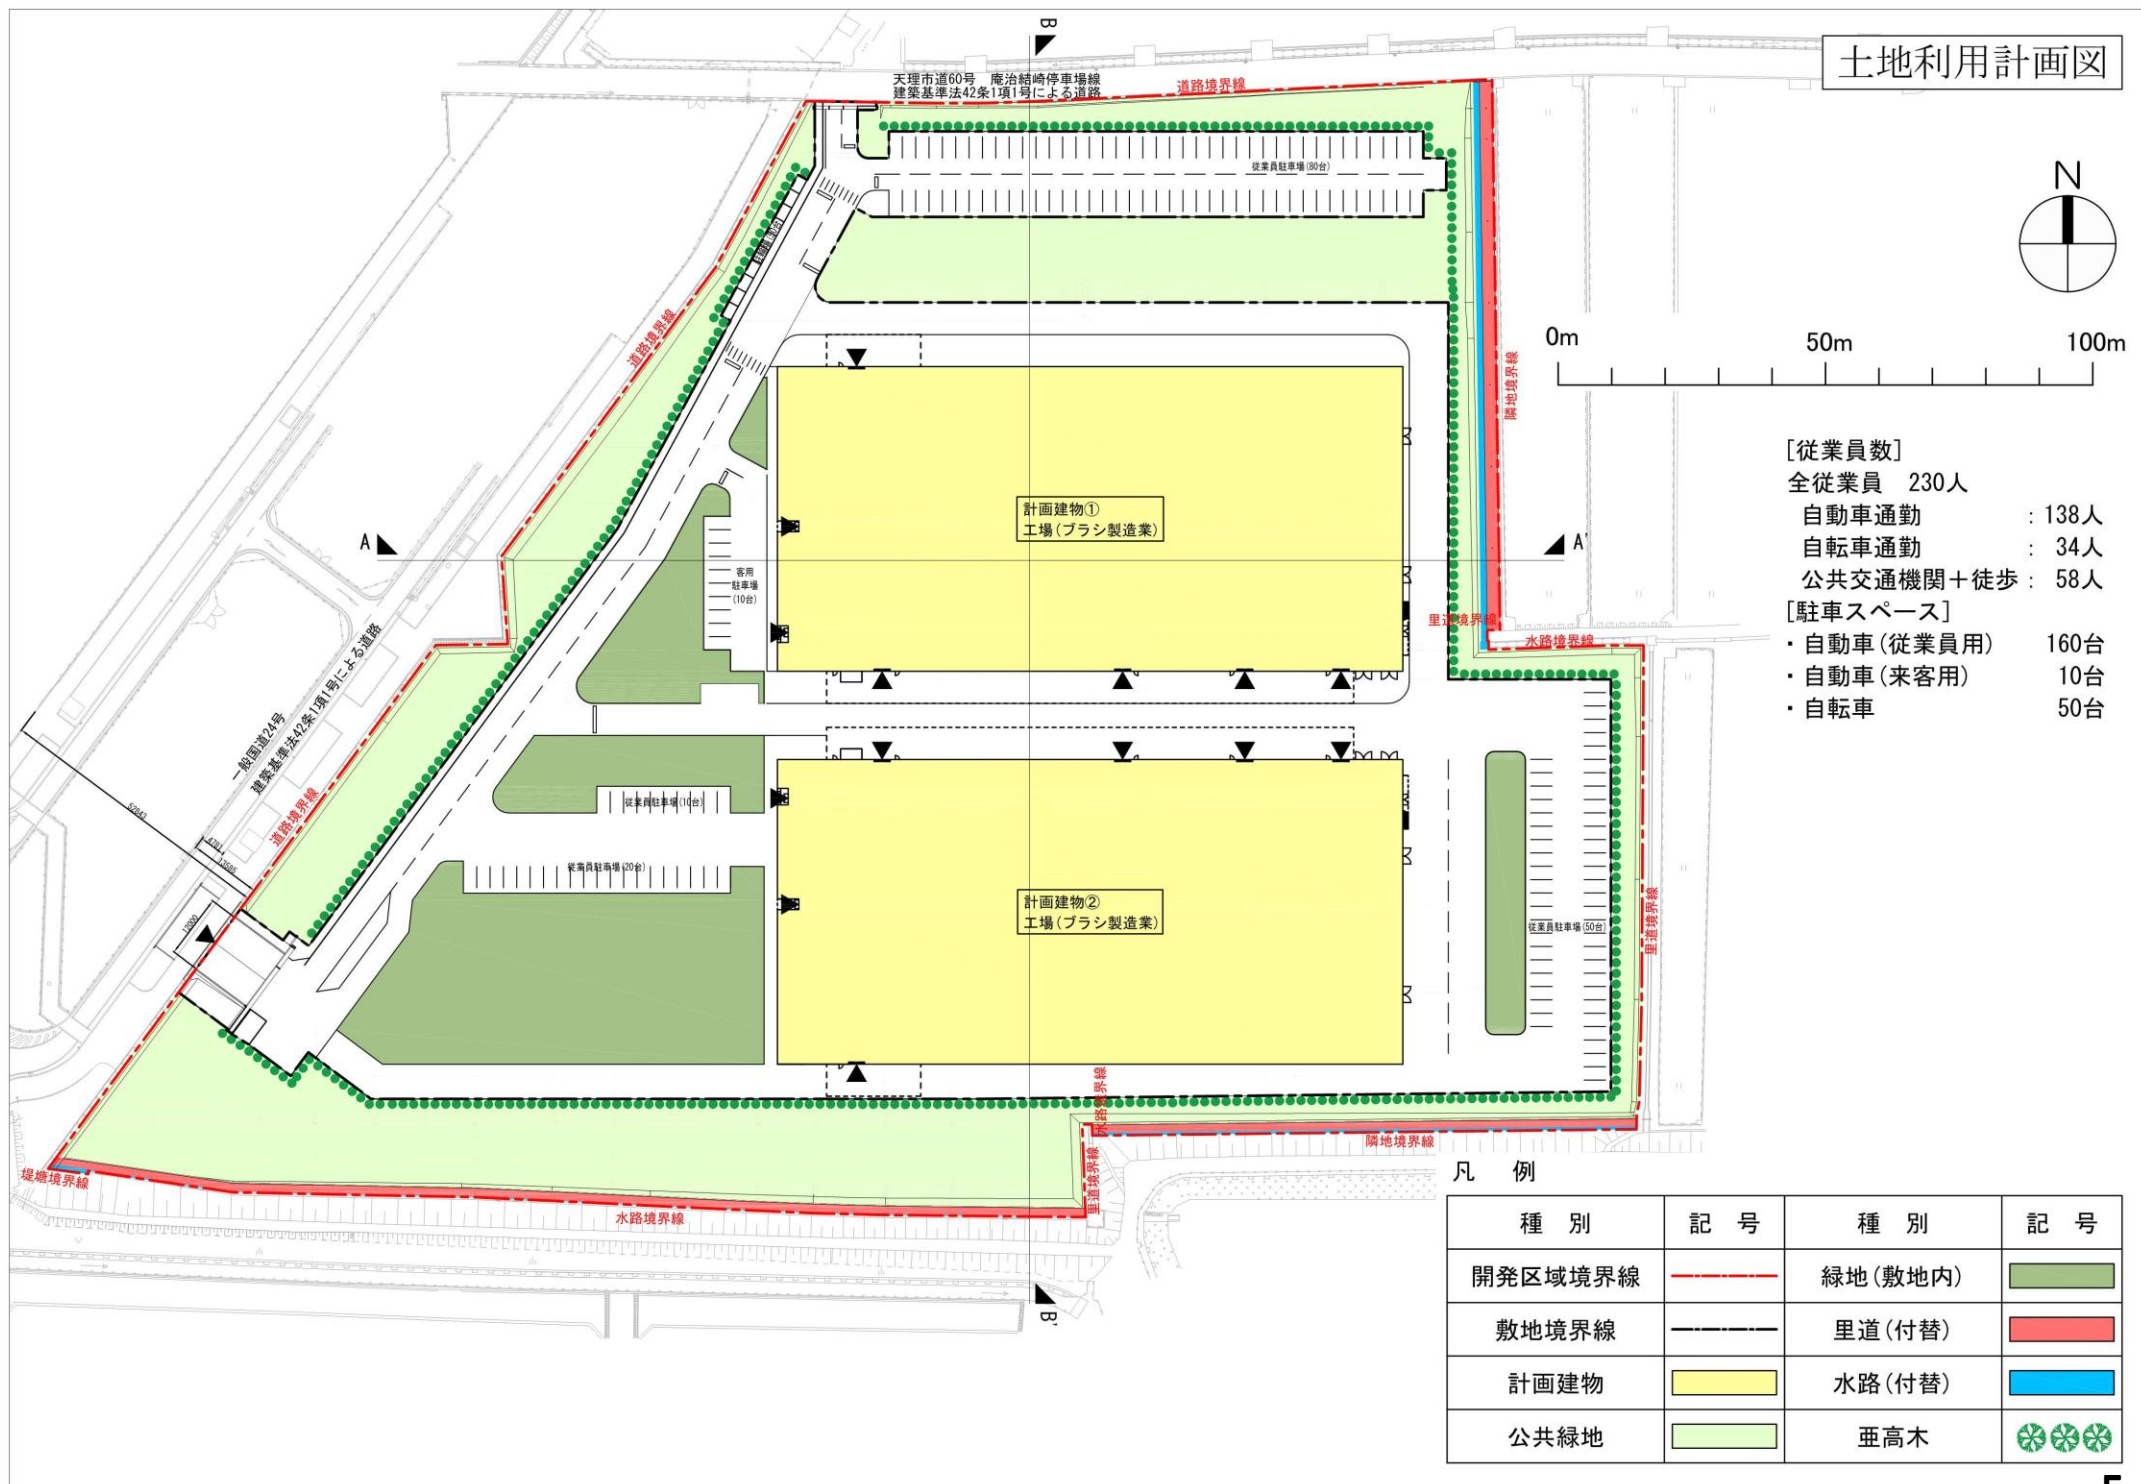 土地利用計画図
B
天理市道60号　庵治結崎停車場線
建築基準法42条1項1号による道路
道路境界線
従業員駐車場(80台)
N
0m 50m 100m
道路境界線
隣地境界線
[従業員数]
全従業員　230人
自動車通勤　：138人
自転車通勤　：　34人
公共交通機関＋徒歩：　58人
[駐車スペース]
・自動車(従業員用)　160台
・自動車(来客用)　10台
・自転車　50台
計画建物①
工場(ブラシ製造業)
A
A'
客用
駐車場
(10台)
里道境界線
水路境界線
一般国道24号
建築基準法42条1項1号による道路
道路境界線
52843
4781
13585
12000
従業員駐車場(10台)
従業員駐車場(20台)
計画建物②
工場(ブラシ製造業)
従業員駐車場(50台)
里道境界線
水路境界線
隣地境界線
里道境界線
堤塘境界線
水路境界線
B'
凡　例
種　別 記　号 種　別 記　号
開発区域境界線 緑地(敷地内)
敷地境界線 里道(付替)
計画建物 水路(付替)
公共緑地 亜高木